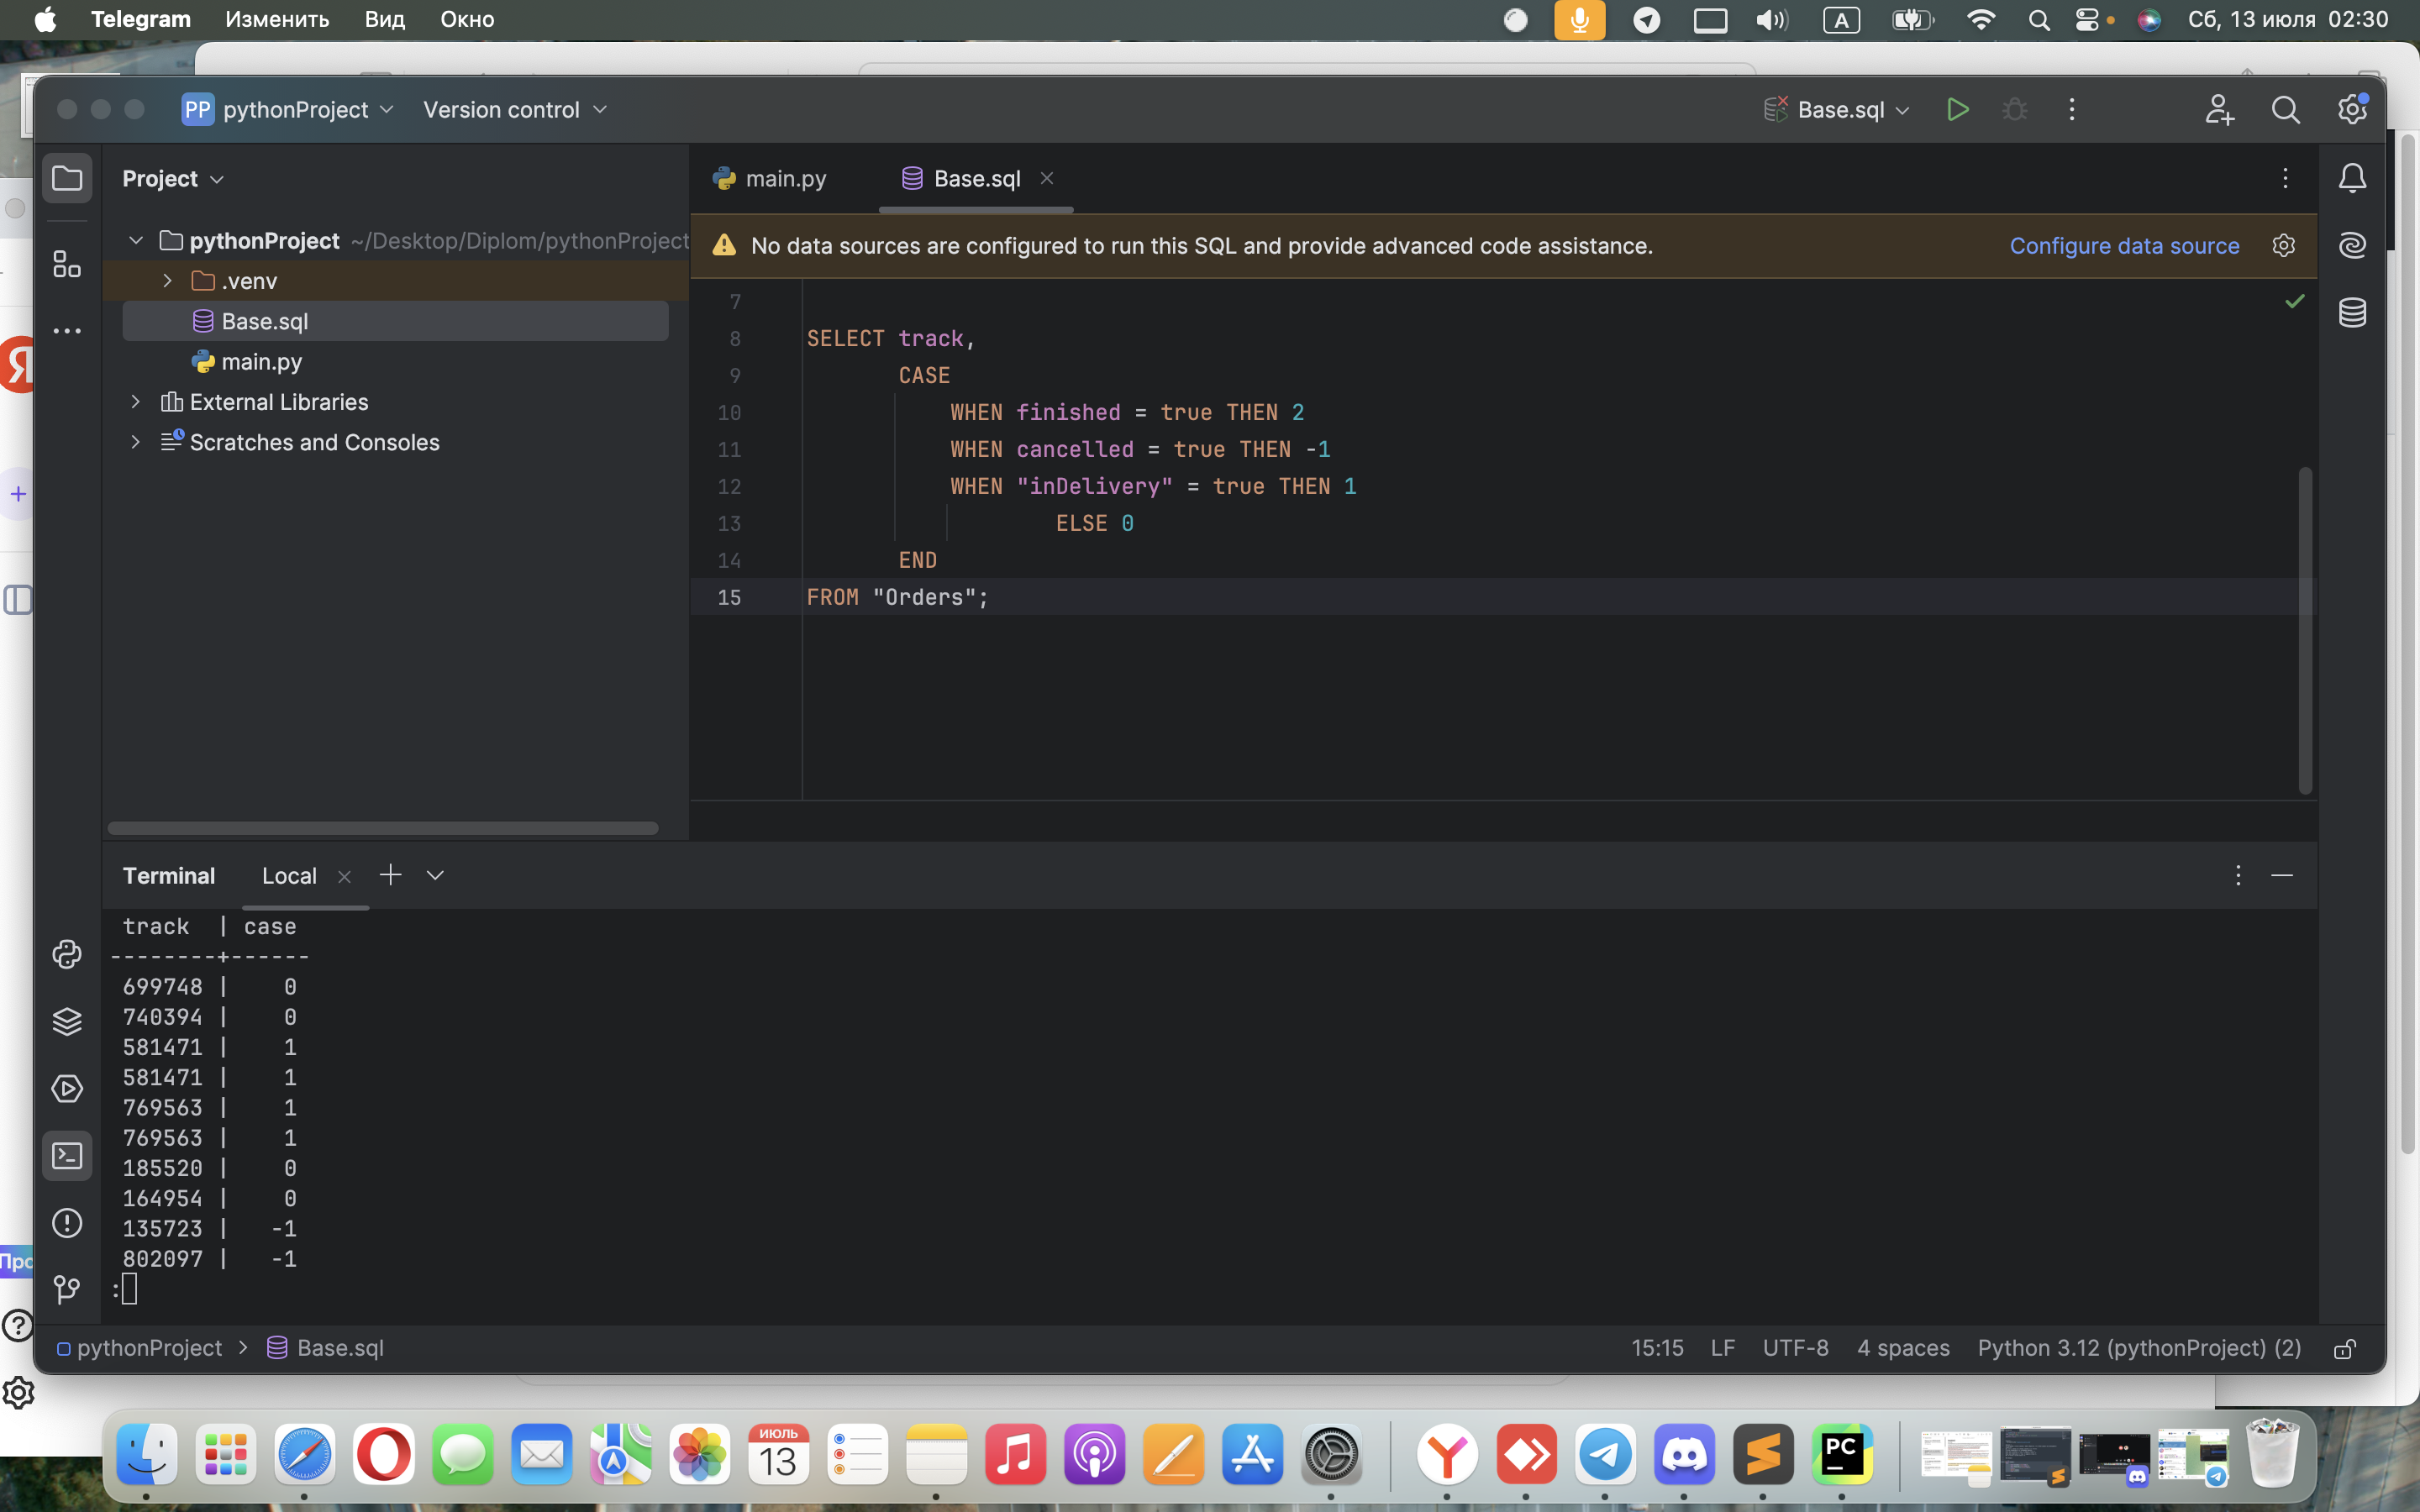 Telegram Изменить Вид Окно A Сб, 13 июля 02:30
PP pythonProject Version control Base.sql
Project main.py Base.sql
No data sources are configured to run this SQL and provide advanced code assistance. Configure data source
pythonProject ~/Desktop/Diplom/pythonProject
.venv
Base.sql
main.py
External Libraries
Scratches and Consoles
7
8 SELECT track,
9 CASE
10 WHEN finished = true THEN 2
11 WHEN cancelled = true THEN -1
12 WHEN "inDelivery" = true THEN 1
13 ELSE 0
14 END
15 FROM "Orders";
Terminal Local
track | case
--------+------
699748 | 0
740394 | 0
581471 | 1
581471 | 1
769563 | 1
769563 | 1
185520 | 0
164954 | 0
135723 | -1
802097 | -1
:
pythonProject > Base.sql 15:15 LF UTF-8 4 spaces Python 3.12 (pythonProject) (2)
ИЮЛЬ
13
PC